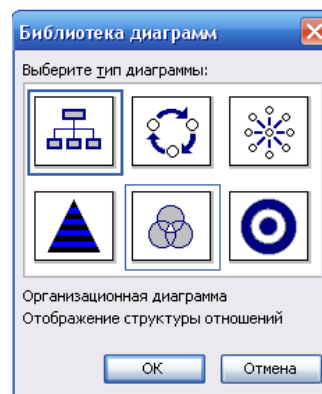 Библиотека диаграмм
Выберите тип диаграммы:
Организационная диаграмма
Отображение структуры отношений
ОК
Отмена